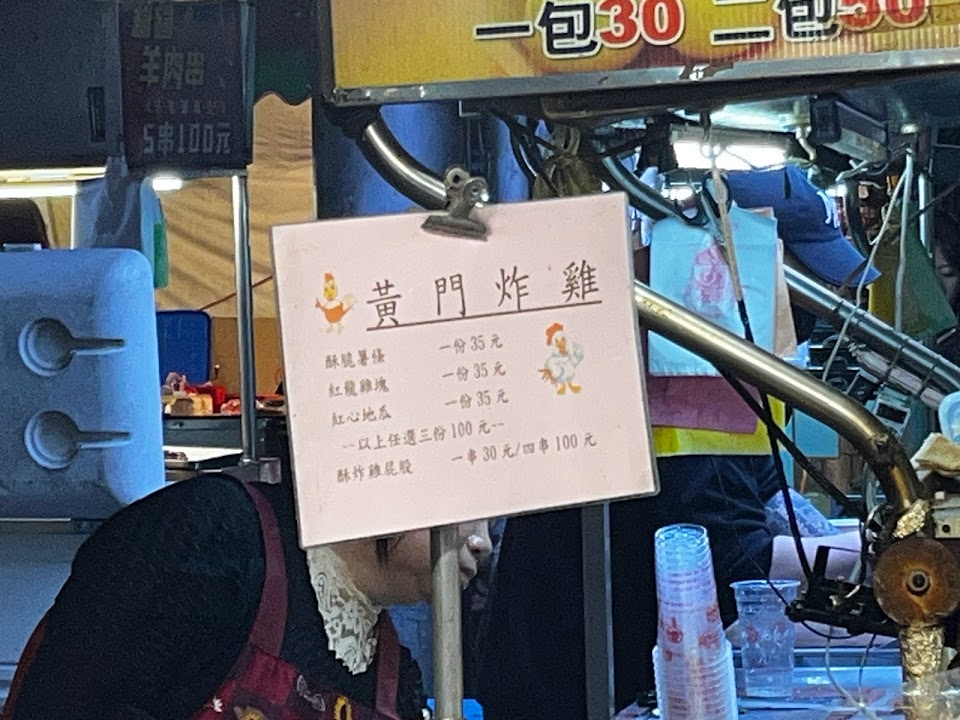 一包30 二包50
羊肉串
5串100元
黃門炸雞
酥脆薯條 一份35元
紅龍雞塊 一份35元
紅心地瓜 一份35元
--以上任選三份100元--
酥炸雞屁股 一串30元/四串100元